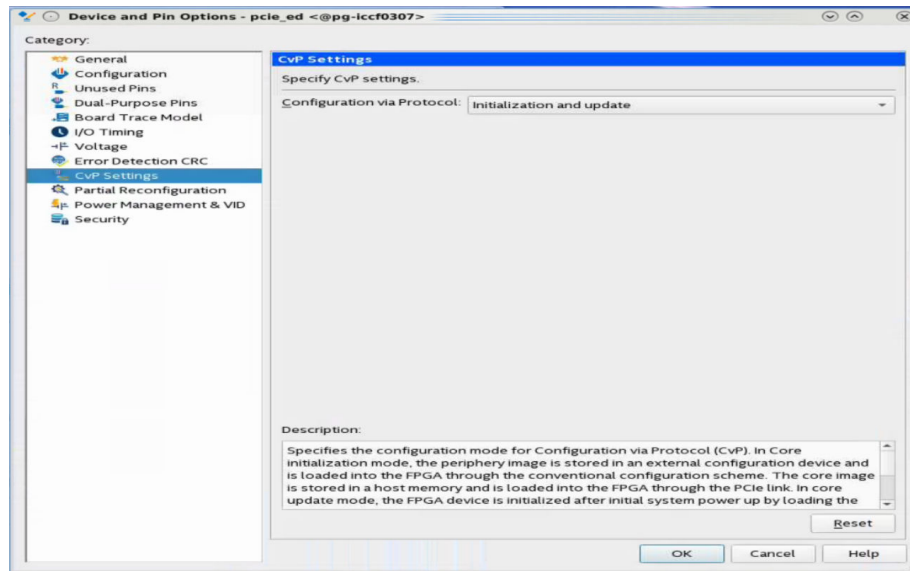 Device and Pin Options - pcie_ed <@pg-iccf0307>
Category:
General
Configuration
Unused Pins
Dual-Purpose Pins
Board Trace Model
I/O Timing
Voltage
Error Detection CRC
CvP Settings
Partial Reconfiguration
Power Management & VID
Security
CvP Settings
Specify CvP settings.
Configuration via Protocol: Initialization and update
Description:
Specifies the configuration mode for Configuration via Protocol (CvP). In Core
initialization mode, the periphery image is stored in an external configuration device and
is loaded into the FPGA through the conventional configuration scheme. The core image
is stored in a host memory and is loaded into the FPGA through the PCIe link. In core
update mode, the FPGA device is initialized after initial system power up by loading the
Reset
OK Cancel Help